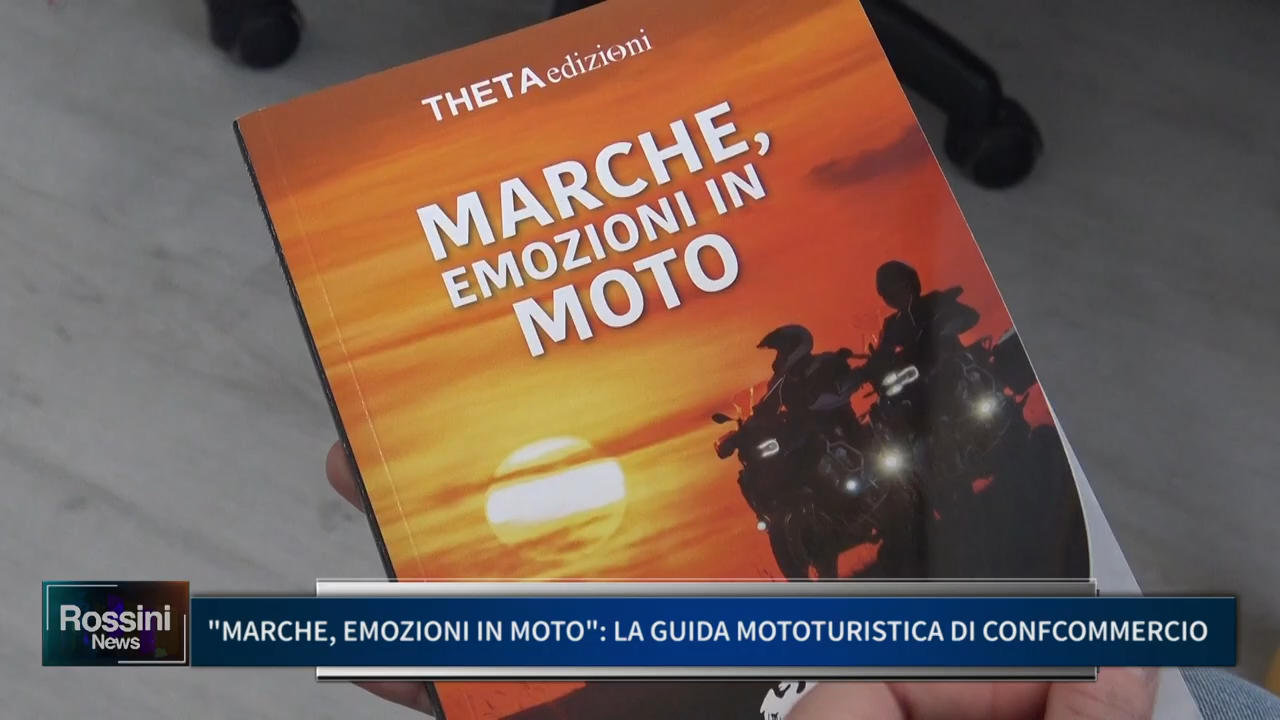 THETA edizioni
MARCHE,
EMOZIONI IN
MOTO
Rossini
News
"MARCHE, EMOZIONI IN MOTO": LA GUIDA MOTOTURISTICA DI CONFCOMMERCIO